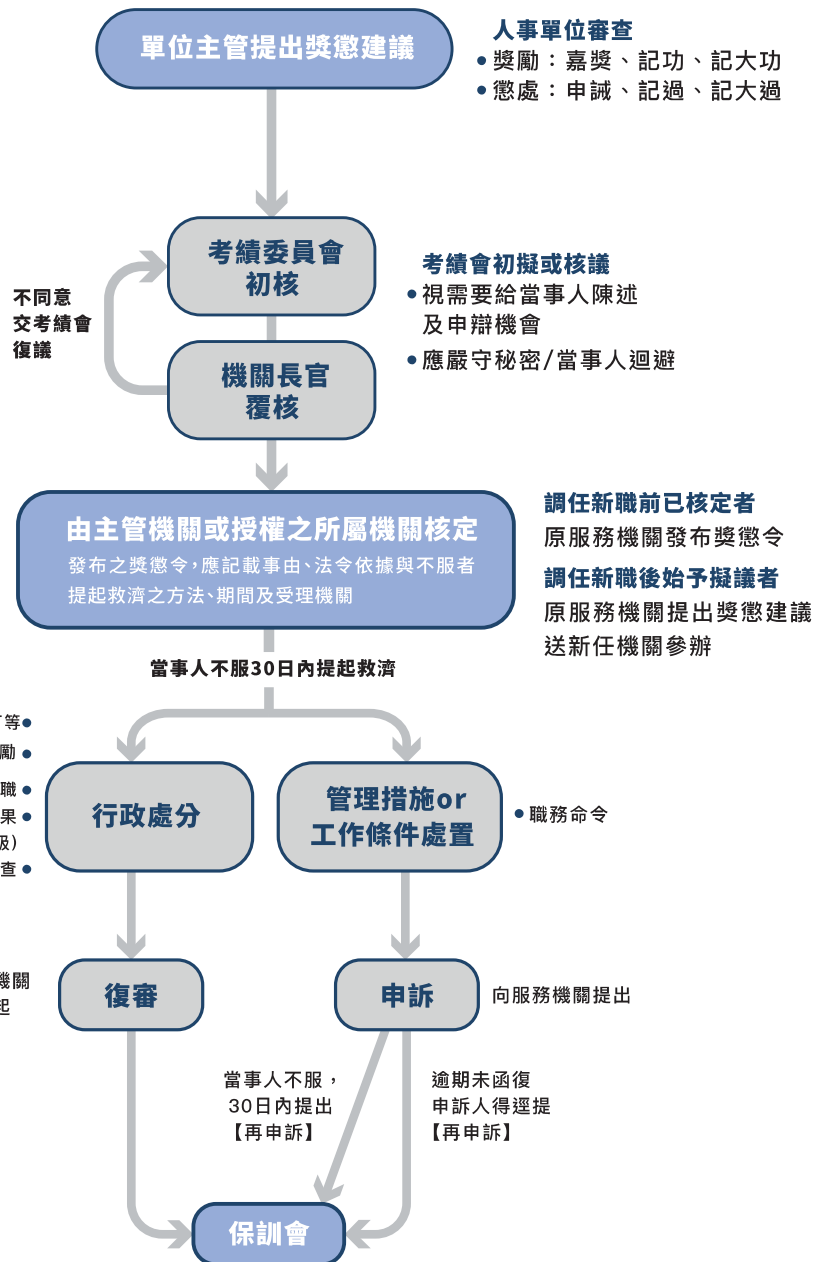 單位主管提出獎懲建議
人事單位審查
•獎勵：嘉獎、記功、記大功
•懲處：申誡、記過、記大過
考績委員會
初核
不同意
交考績會
復議
考績會初擬或核議
•視需要給當事人陳述
及申辯機會
•應嚴守秘密/當事人迴避
機關長官
覆核
由主管機關或授權之所屬機關核定
發布之獎懲令，應記載事由、法令依據與不服者
提起救濟之方法、期間及受理機關
調任新職前已核定者
原服務機關發布獎懲令
調任新職後始予擬議者
原服務機關提出獎懲建議
送新任機關參辦
當事人不服30日內提起救濟
等•
勵•
職•
果•
級)
查•
行政處分
管理措施or
工作條件處置
•職務命令
機關
起
復審
申訴
向服務機關提出
當事人不服，
30日內提出
【再申訴】
逾期未函復
申訴人得逕提
【再申訴】
保訓會